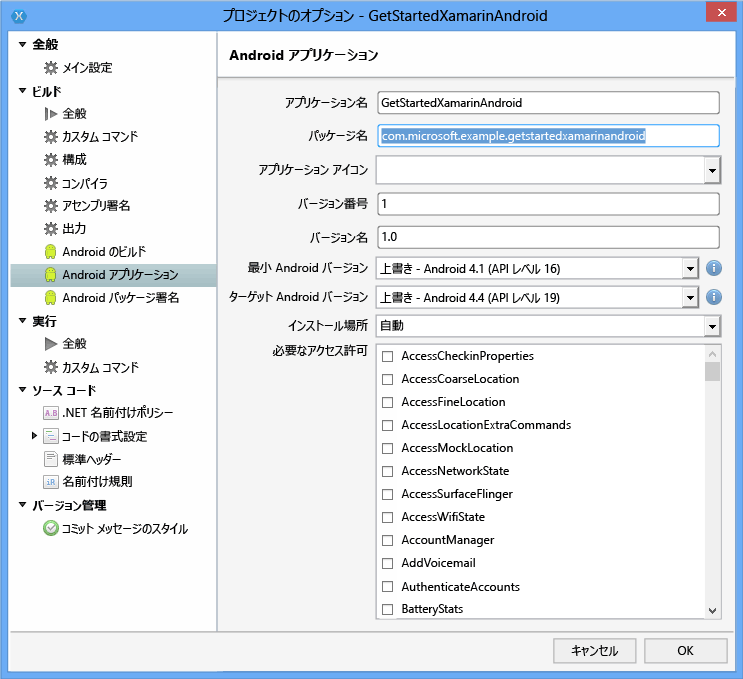 プロジェクトのオプション - GetStartedXamarinAndroid
全般
メイン設定
ビルド
全般
カスタム コマンド
構成
コンパイラ
アセンブリ署名
出力
Android のビルド
Android アプリケーション
Android パッケージ署名
実行
全般
カスタム コマンド
ソース コード
.NET 名前付けポリシー
コードの書式設定
標準ヘッダー
名前付け規則
バージョン管理
コミット メッセージのスタイル
Android アプリケーション
アプリケーション名 GetStartedXamarinAndroid
パッケージ名 com.microsoft.example.getstartedxamarinandroid
アプリケーション アイコン
バージョン番号 1
バージョン名 1.0
最小 Android バージョン 上書き - Android 4.1 (API レベル 16)
ターゲット Android バージョン 上書き - Android 4.4 (API レベル 19)
インストール場所 自動
必要なアクセス許可
AccessCheckinProperties
AccessCoarseLocation
AccessFineLocation
AccessLocationExtraCommands
AccessMockLocation
AccessNetworkState
AccessSurfaceFlinger
AccessWifiState
AccountManager
AddVoicemail
AuthenticateAccounts
BatteryStats
キャンセル OK